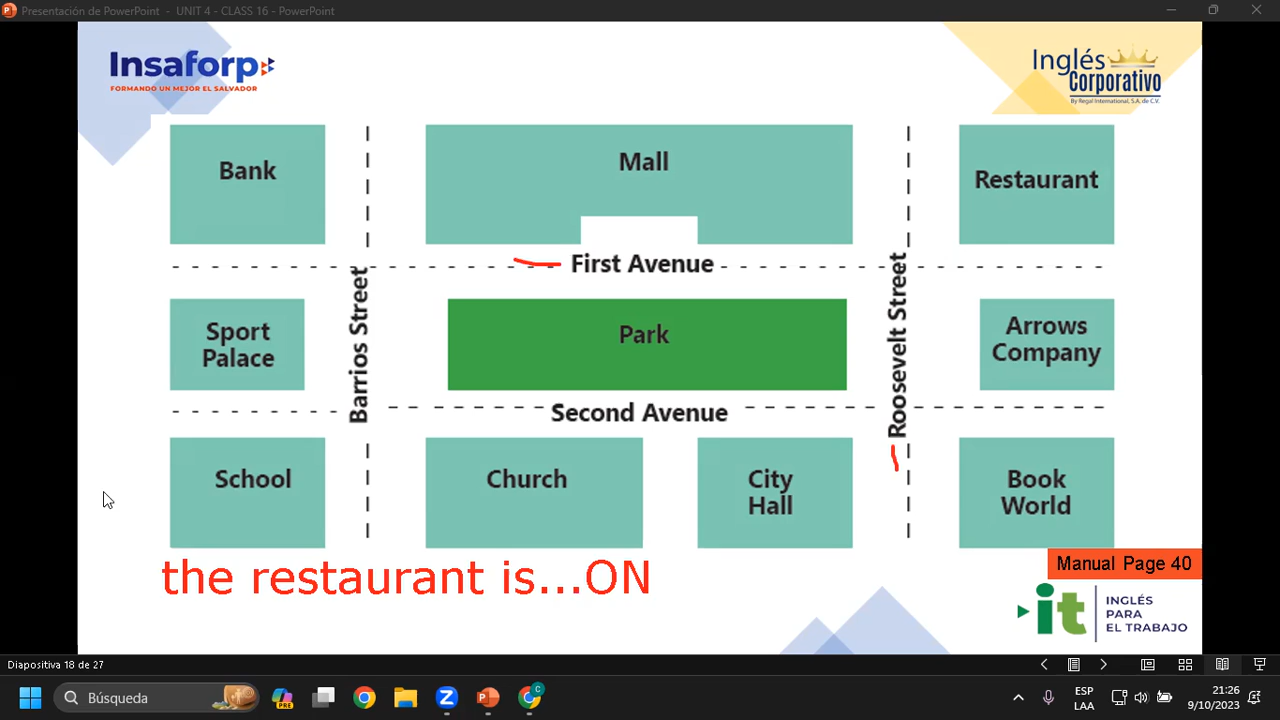 Presentación de PowerPoint - UNIT 4 - CLASS 16 - PowerPoint
Insaforp
FORMANDO UN MEJOR EL SALVADOR
Inglés
Corporativo
By Regal International, S.A. de C.V.
Bank
Mall
Restaurant
First Avenue
Sport
Palace
Barrios Street
Park
Roosevelt Street
Arrows
Company
Second Avenue
School
Church
City
Hall
Book
World
the restaurant is...ON
Manual Page 40
it
INGLÉS
PARA
EL TRABAJO
Diapositiva 18 de 27
Búsqueda
PRE
ESP
LAA
21:26
9/10/2023